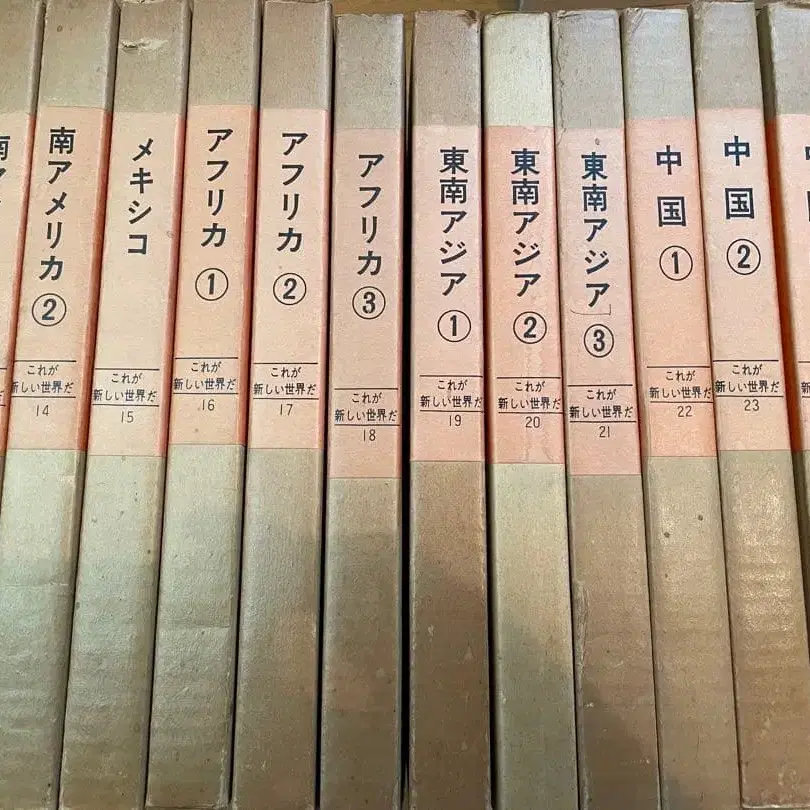 南アメリカ②
これが
新しい世界だ
14
メキシコ
これが
新しい世界だ
15
アフリカ①
これが
新しい世界だ
16
アフリカ②
これが
新しい世界だ
17
アフリカ③
これが
新しい世界だ
18
東南アジア①
これが
新しい世界だ
19
東南アジア②
これが
新しい世界だ
20
東南アジア③
これが
新しい世界だ
21
中国①
これが
新しい世界だ
22
中国②
これが
新しい世界だ
23